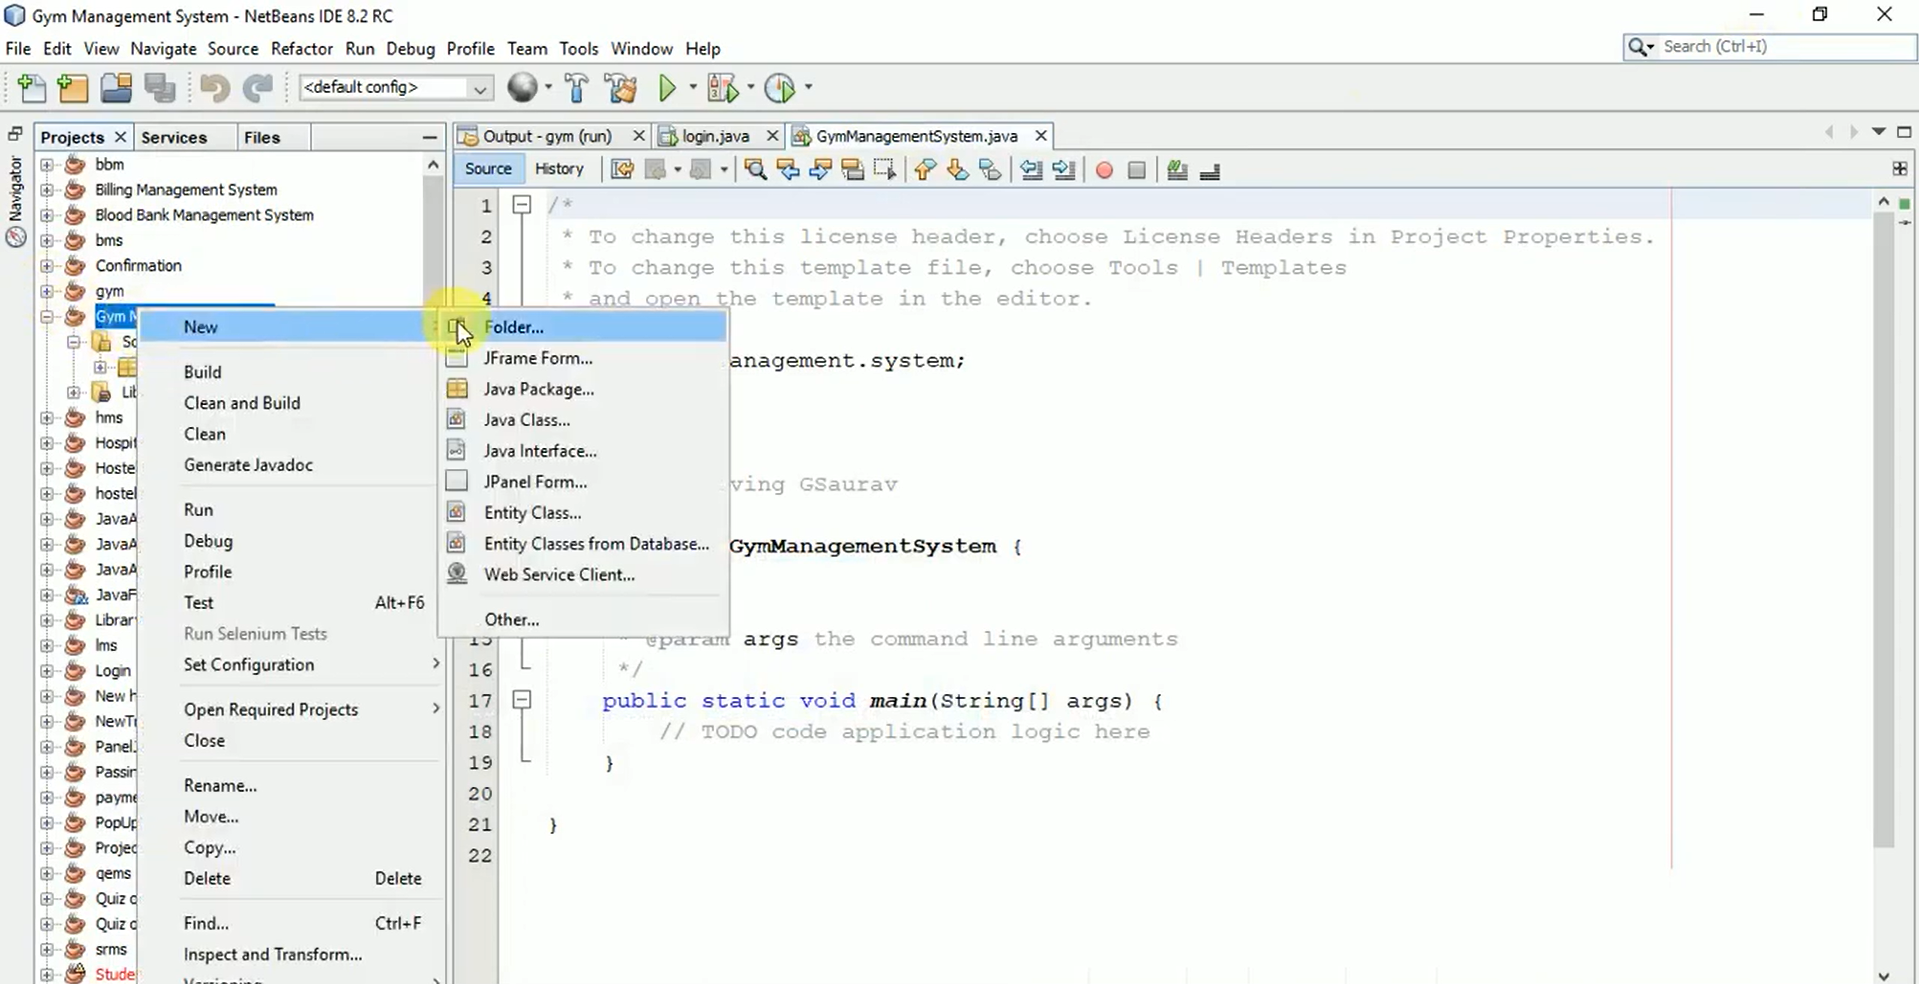 Gym Management System - NetBeans IDE 8.2 RC
File Edit View Navigate Source Refactor Run Debug Profile Team Tools Window Help
Search (Ctrl+I)
<default config>
Projects Services Files
Output - gym (run) login.java GymManagementSystem.java
Navigator
Source History
bbm
Billing Management System
Blood Bank Management System
bms
Confirmation
gym
Gym M
So
Lib
hms
Hospit
Hoste
hostel
JavaA
JavaA
JavaA
JavaF
Librar
lms
Login
New h
NewTr
PanelJ
Passin
payme
PopUp
Projec
qems
Quiz o
Quiz o
srms
Studer
New
Build
Clean and Build
Clean
Generate Javadoc
Run
Debug
Profile
Test Alt+F6
Run Selenium Tests
Set Configuration
Open Required Projects
Close
Rename...
Move...
Copy...
Delete Delete
Find... Ctrl+F
Inspect and Transform...
Versioning
Folder...
JFrame Form...
Java Package...
Java Class...
Java Interface...
JPanel Form...
Entity Class...
Entity Classes from Database...
Web Service Client...
Other...
1 /*
2 * To change this license header, choose License Headers in Project Properties.
3 * To change this template file, choose Tools | Templates
4 * and open the template in the editor.
anagement.system;
ving GSaurav
GymManagementSystem {
15 * @param args the command line arguments
16 */
17 public static void main(String[] args) {
18 // TODO code application logic here
19 }
20
21 }
22